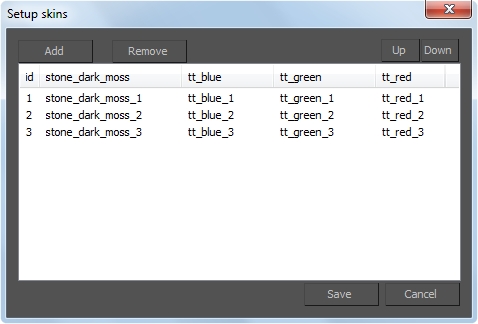 Setup skins
Add Remove Up Down
id stone_dark_moss tt_blue tt_green tt_red
1 stone_dark_moss_1 tt_blue_1 tt_green_1 tt_red_1
2 stone_dark_moss_2 tt_blue_2 tt_green_2 tt_red_2
3 stone_dark_moss_3 tt_blue_3 tt_green_3 tt_red_3
Save Cancel